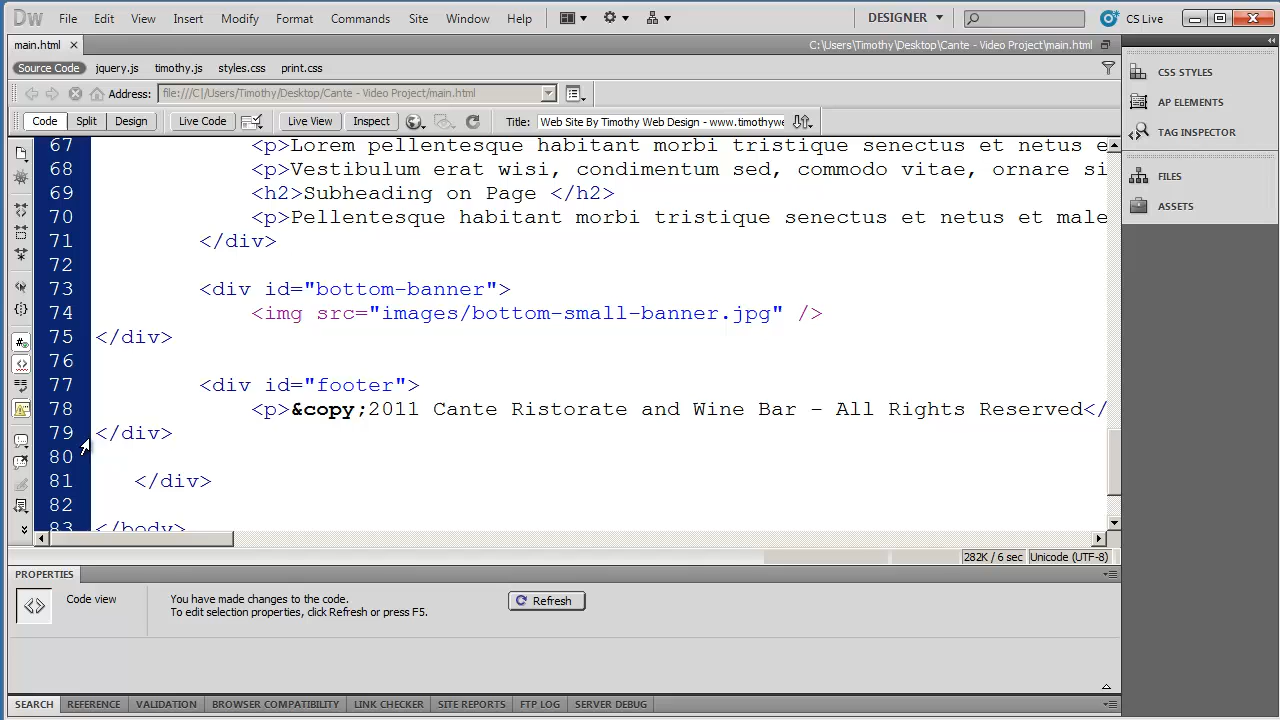 Dw File Edit View Insert Modify Format Commands Site Window Help DESIGNER CS Live
main.html C:\Users\Timothy\Desktop\Cante - Video Project\main.html
Source Code jquery.js timothy.js styles.css print.css
Address: file:///C|/Users/Timothy/Desktop/Cante - Video Project/main.html
Code Split Design Live Code Live View Inspect Title: Web Site By Timothy Web Design - www.timothywe
67 <p>Lorem pellentesque habitant morbi tristique senectus et netus e
68 <p>Vestibulum erat wisi, condimentum sed, commodo vitae, ornare si
69 <h2>Subheading on Page </h2>
70 <p>Pellentesque habitant morbi tristique senectus et netus et male
71 </div>
72
73 <div id="bottom-banner">
74 <img src="images/bottom-small-banner.jpg" />
75 </div>
76
77 <div id="footer">
78 <p>&copy;2011 Cante Ristorate and Wine Bar - All Rights Reserved</
79 </div>
80
81 </div>
82
83 </body>
282K / 6 sec Unicode (UTF-8)
PROPERTIES
Code view
You have made changes to the code.
To edit selection properties, click Refresh or press F5.
Refresh
SEARCH REFERENCE VALIDATION BROWSER COMPATIBILITY LINK CHECKER SITE REPORTS FTP LOG SERVER DEBUG
CSS STYLES
AP ELEMENTS
TAG INSPECTOR
FILES
ASSETS